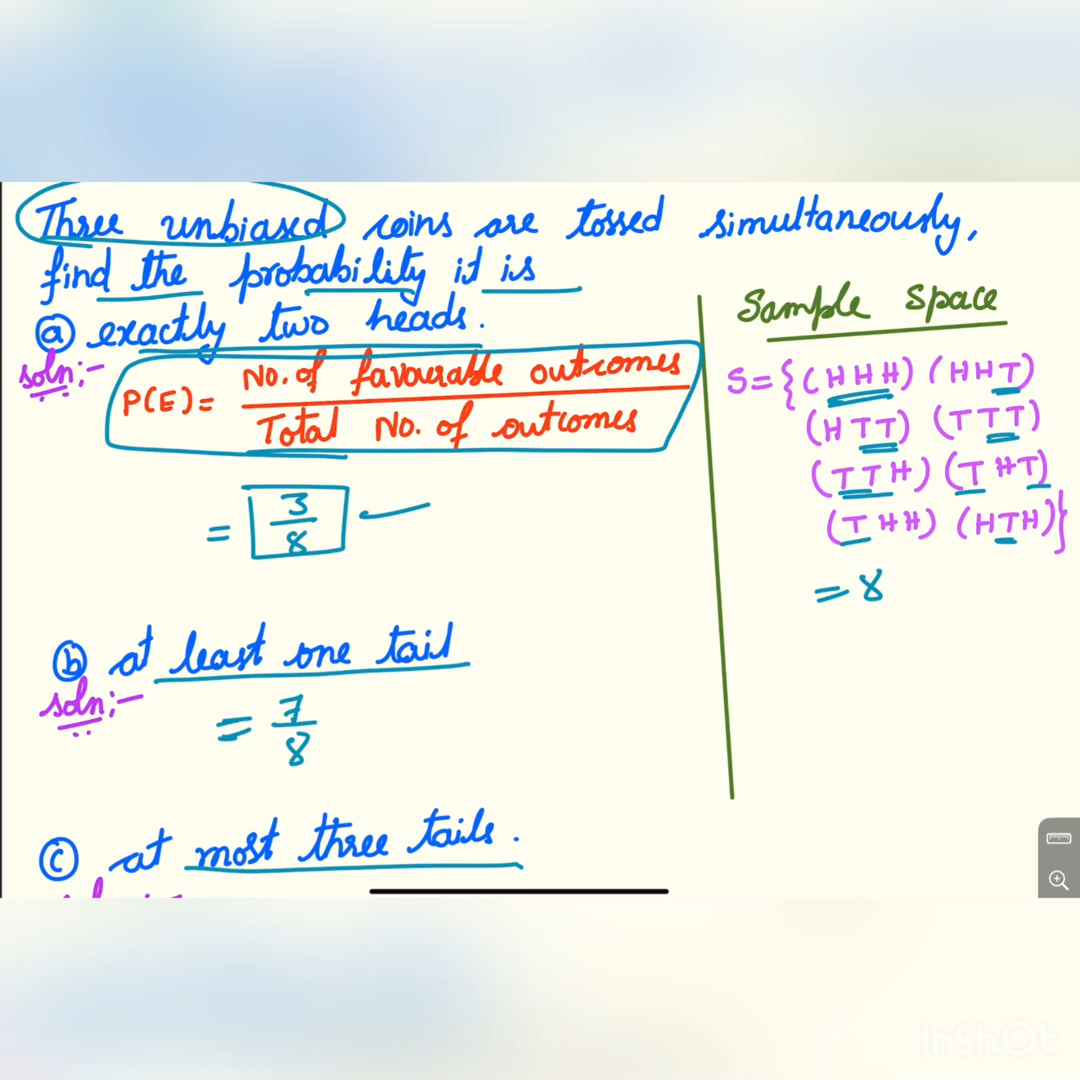 Three unbiased coins are tossed simultaneously,
find the probability it is
(a) exactly two heads.
soln:-
P(E) = No. of favourable outcomes
Total No. of outcomes
= 3
8
(b) at least one tail
soln:-
= 7
8
(c) at most three tails.
Sample Space
S = { (HHH) (HHT)
(HTT) (TTT)
(TTH) (THT)
(THH) (HTH)}
= 8
InShOt